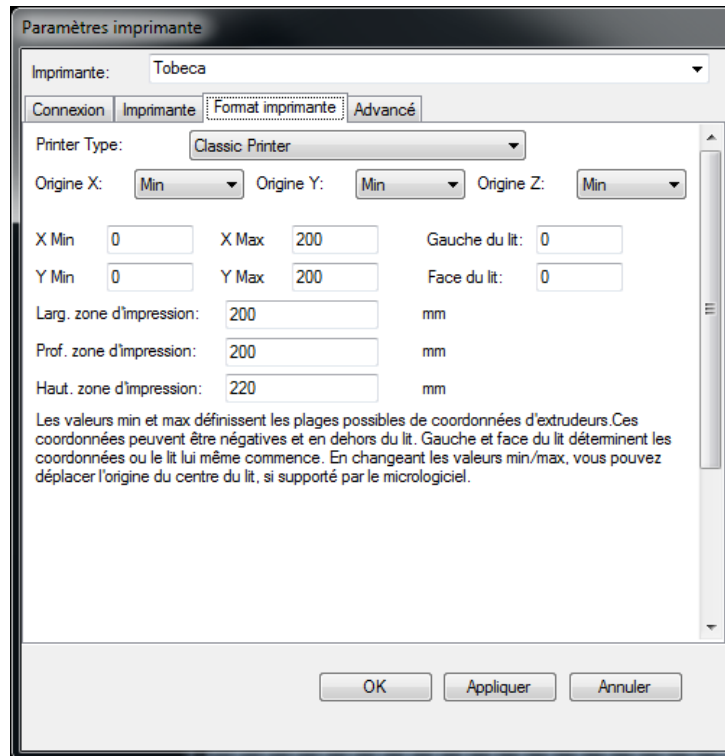 Paramètres imprimante
Imprimante: Tobeca
Connexion Imprimante Format imprimante Advancé
Printer Type: Classic Printer
Origine X: Min Origine Y: Min Origine Z: Min
X Min 0 X Max 200 Gauche du lit: 0
Y Min 0 Y Max 200 Face du lit: 0
Larg. zone d'impression: 200 mm
Prof. zone d'impression: 200 mm
Haut. zone d'impression: 220 mm
Les valeurs min et max définissent les plages possibles de coordonnées d'extrudeurs.Ces
coordonnées peuvent être négatives et en dehors du lit. Gauche et face du lit déterminent les
coordonnées ou le lit lui même commence. En changeant les valeurs min/max, vous pouvez
déplacer l'origine du centre du lit, si supporté par le micrologiciel.
OK Appliquer Annuler